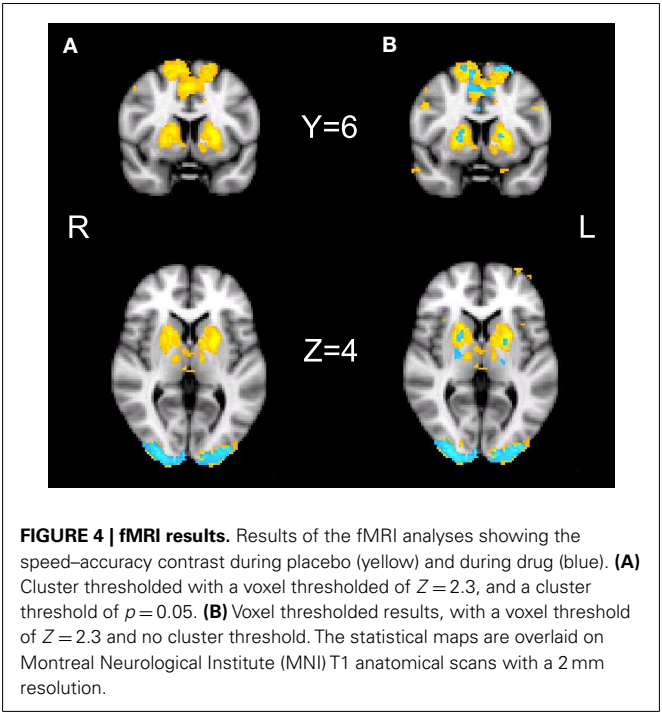 A
B
Y=6
R
L
Z=4
FIGURE 4 | fMRI results. Results of the fMRI analyses showing the
speed–accuracy contrast during placebo (yellow) and during drug (blue). (A)
Cluster thresholded with a voxel thresholded of Z = 2.3, and a cluster
threshold of p = 0.05. (B) Voxel thresholded results, with a voxel threshold
of Z = 2.3 and no cluster threshold. The statistical maps are overlaid on
Montreal Neurological Institute (MNI) T1 anatomical scans with a 2 mm
resolution.